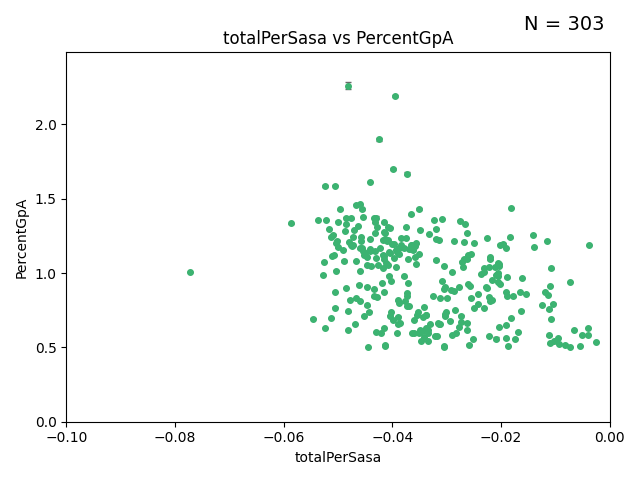 N = 303
totalPerSasa vs PercentGpA
PercentGpA
2.0
1.5
1.0
0.5
0.0
−0.10 −0.08 −0.06 −0.04 −0.02 0.00
totalPerSasa